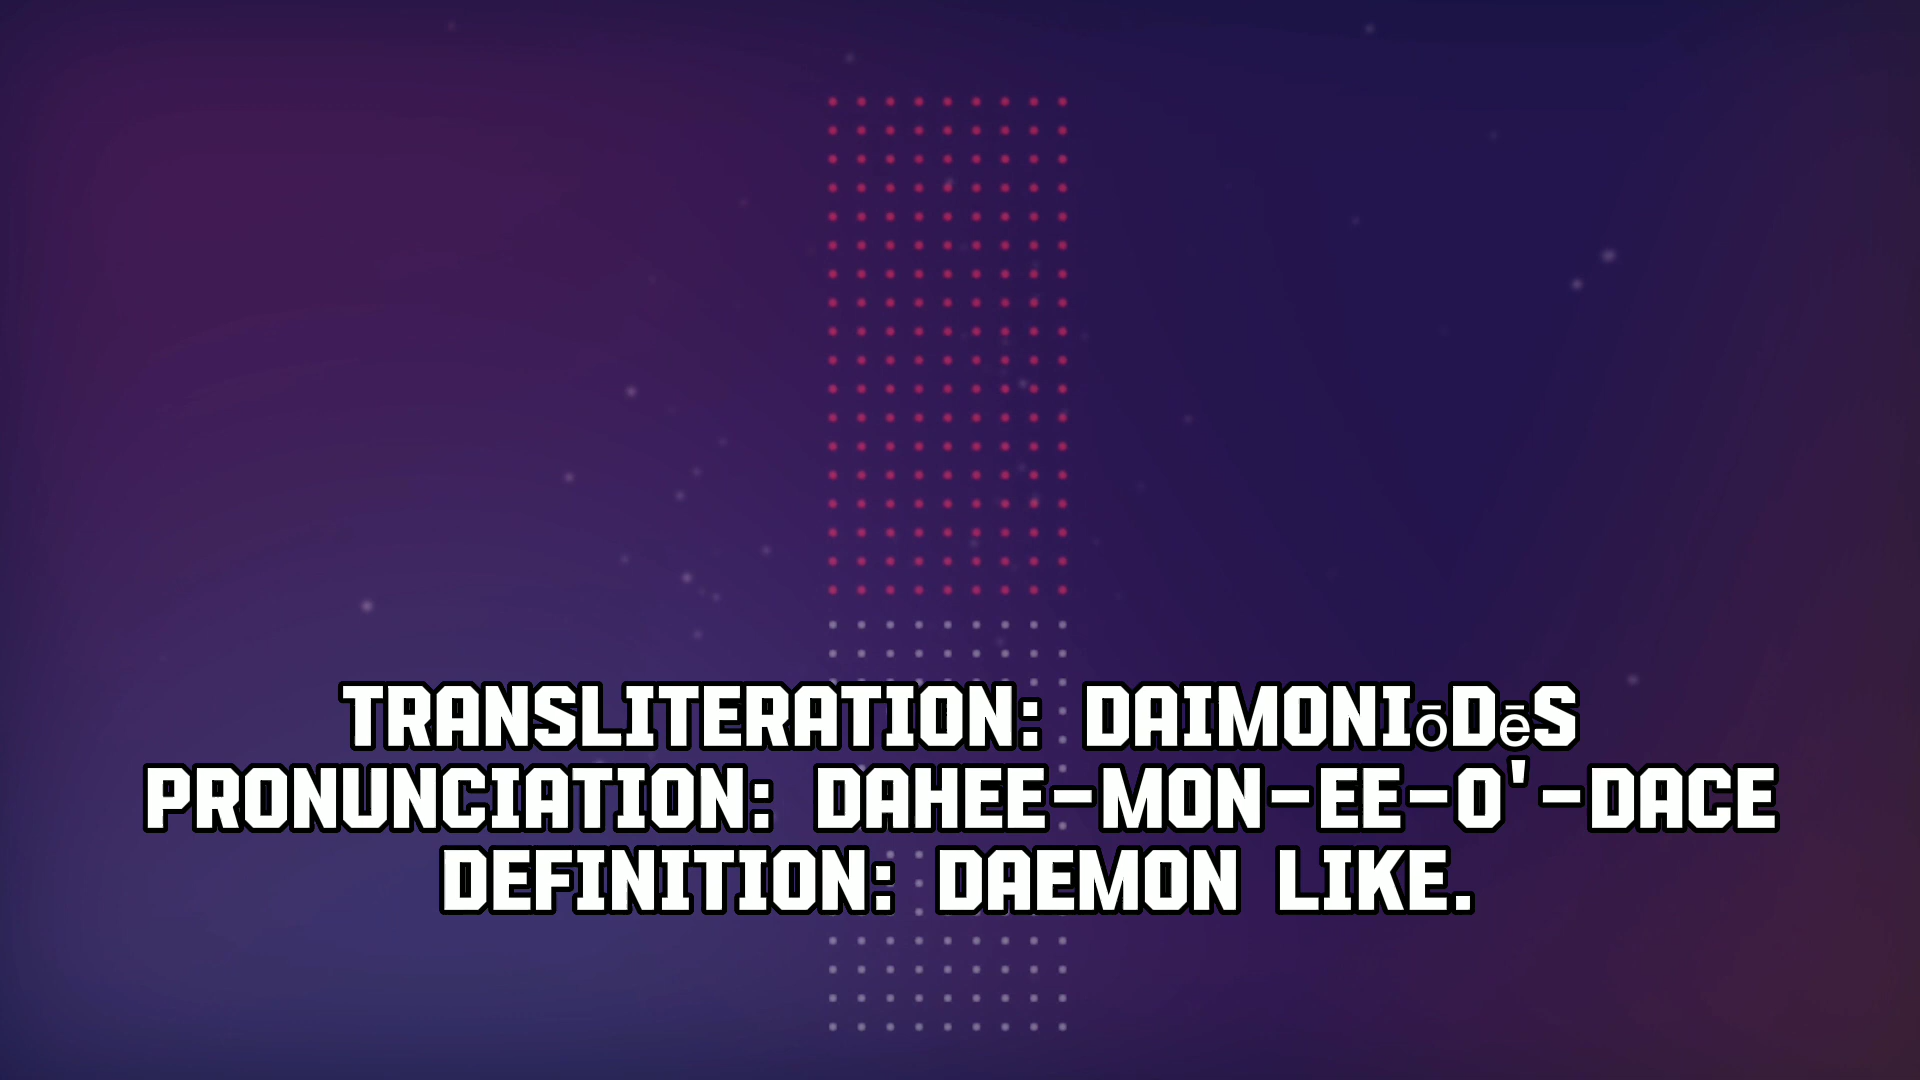 TRANSLITERATION: DAIMONIōDēS
PRONUNCIATION: DAHEE-MON-EE-O'-DACE
DEFINITION: DAEMON LIKE.